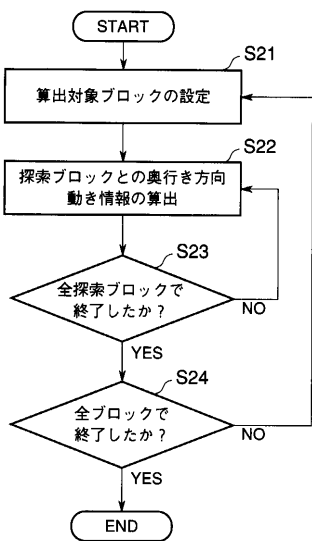 START
S21
算出対象ブロックの設定
S22
探索ブロックとの奥行き方向
動き情報の算出
S23
全探索ブロックで
終了したか?
NO
YES
S24
全ブロックで
終了したか?
NO
YES
END